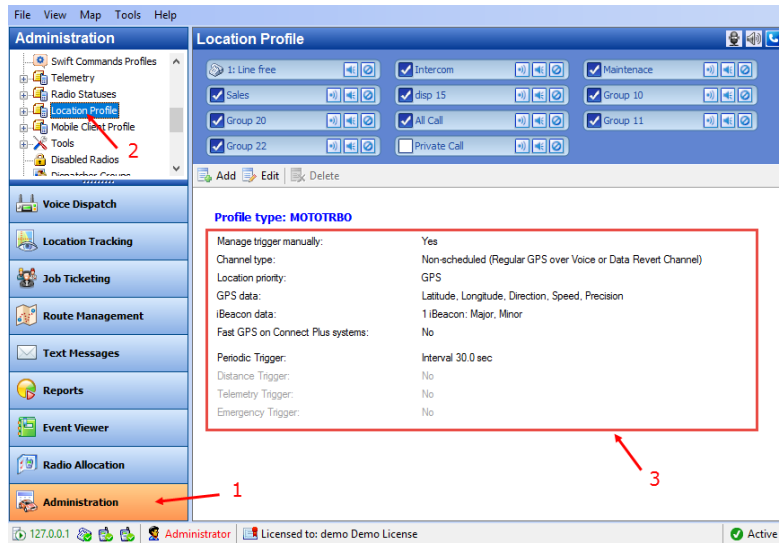 File View Map Tools Help
Administration
Location Profile
Swift Commands Profiles
Telemetry
Radio Statuses
Location Profile
Mobile Client Profile
Tools
Disabled Radios
Dispatcher Groups
2
1: Line free
Intercom
Maintenace
Sales
disp 15
Group 10
Group 20
All Call
Group 11
Group 22
Private Call
Add Edit Delete
Voice Dispatch
Location Tracking
Job Ticketing
Route Management
Text Messages
Reports
Event Viewer
Radio Allocation
Administration
1
Profile type: MOTOTRBO
Manage trigger manually: Yes
Channel type: Non-scheduled (Regular GPS over Voice or Data Revert Channel)
Location priority: GPS
GPS data: Latitude, Longitude, Direction, Speed, Precision
iBeacon data: 1 iBeacon: Major, Minor
Fast GPS on Connect Plus systems: No
Periodic Trigger: Interval 30.0 sec
Distance Trigger: No
Telemetry Trigger: No
Emergency Trigger: No
3
127.0.0.1 Administrator Licensed to: demo Demo License Active